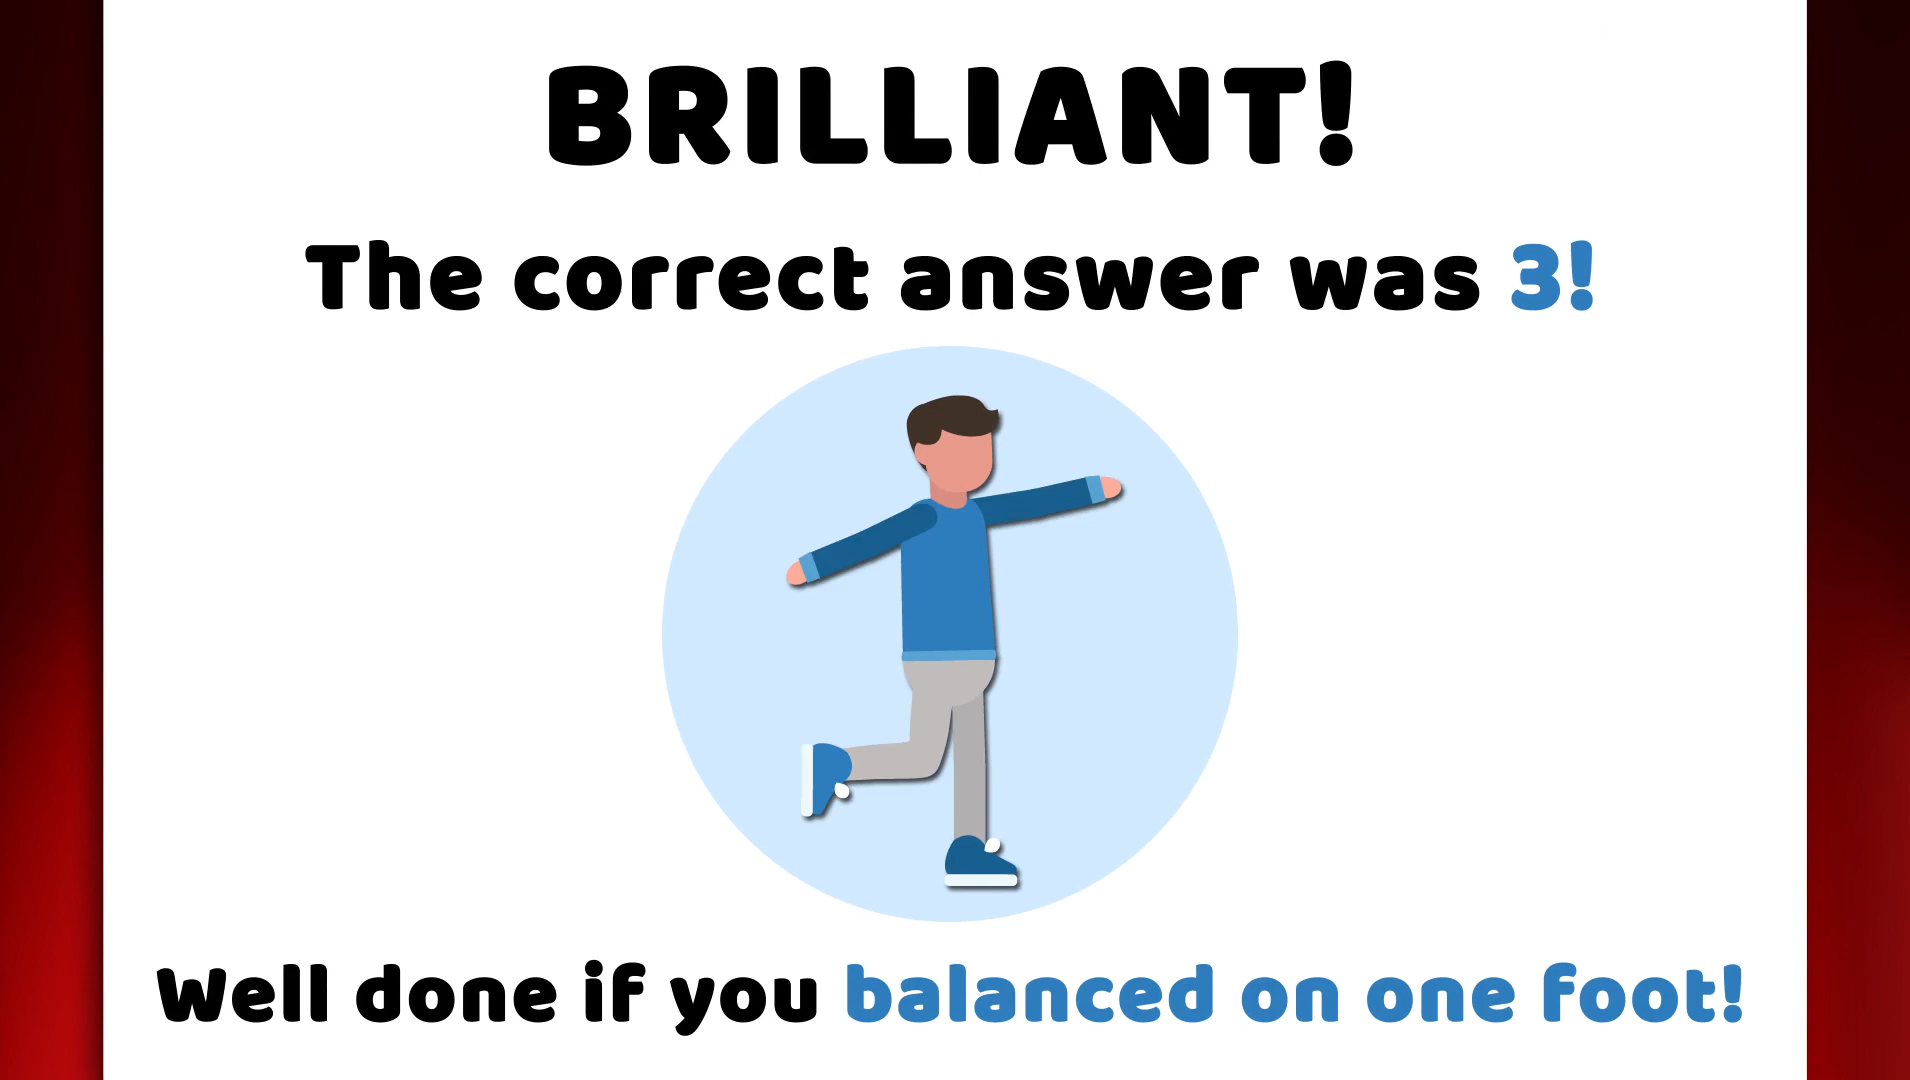 BRILLIANT!
The correct answer was 3!
Well done if you balanced on one foot!